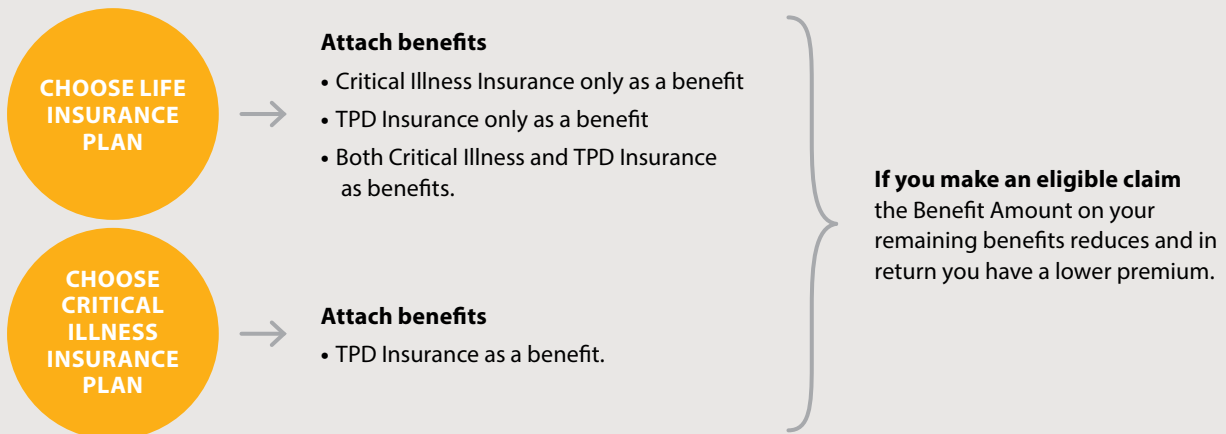 CHOOSE LIFE
INSURANCE
PLAN
Attach benefits
• Critical Illness Insurance only as a benefit
• TPD Insurance only as a benefit
• Both Critical Illness and TPD Insurance
as benefits.
CHOOSE
CRITICAL
ILLNESS
INSURANCE
PLAN
Attach benefits
• TPD Insurance as a benefit.
If you make an eligible claim
the Benefit Amount on your
remaining benefits reduces and in
return you have a lower premium.